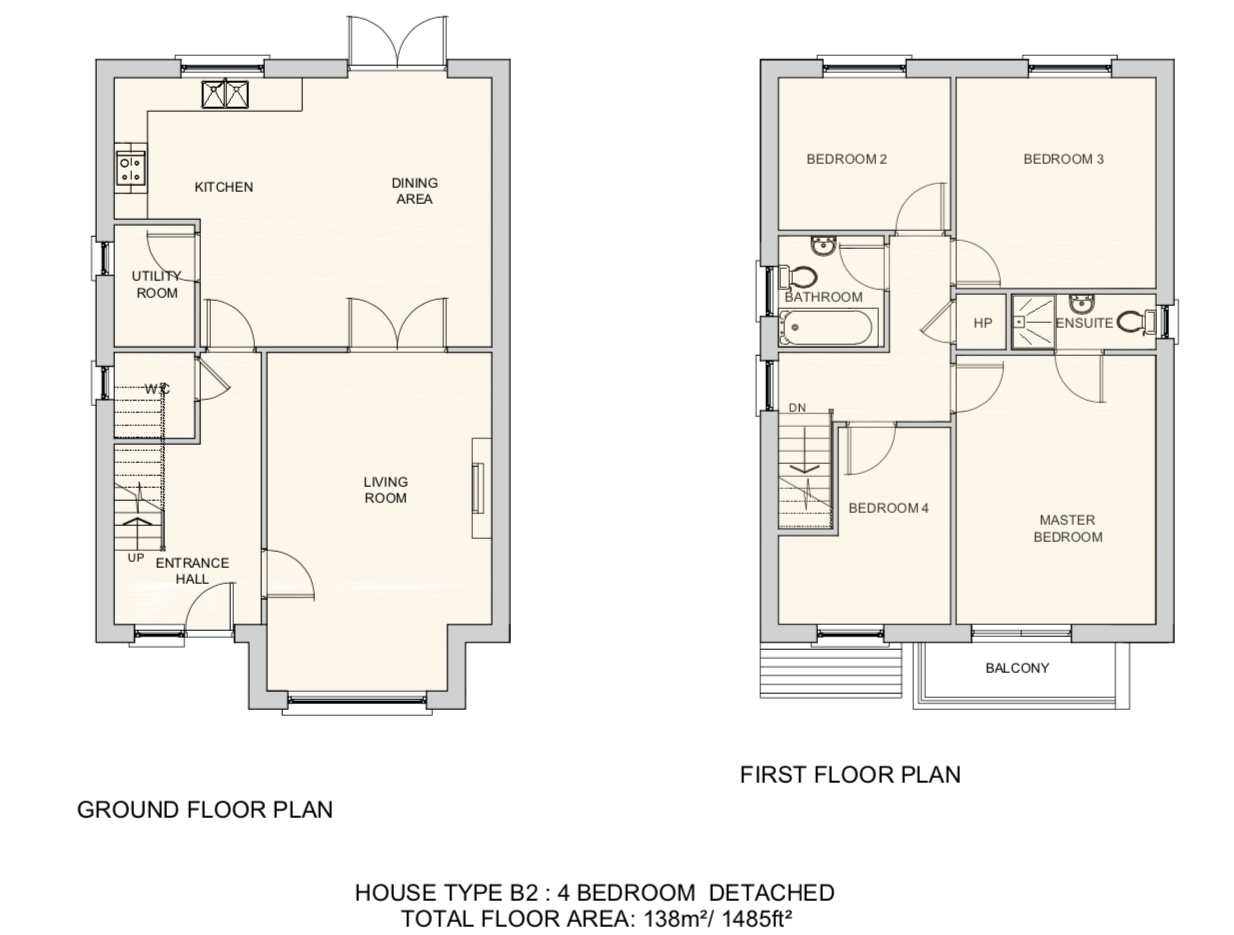 KITCHEN
DINING
AREA
UTILITY
ROOM
WC
LIVING
ROOM
UP
ENTRANCE
HALL
GROUND FLOOR PLAN
BEDROOM 2
BEDROOM 3
BATHROOM
HP
ENSUITE
DN
BEDROOM 4
MASTER
BEDROOM
BALCONY
FIRST FLOOR PLAN
HOUSE TYPE B2 : 4 BEDROOM DETACHED
TOTAL FLOOR AREA: 138m²/ 1485ft²